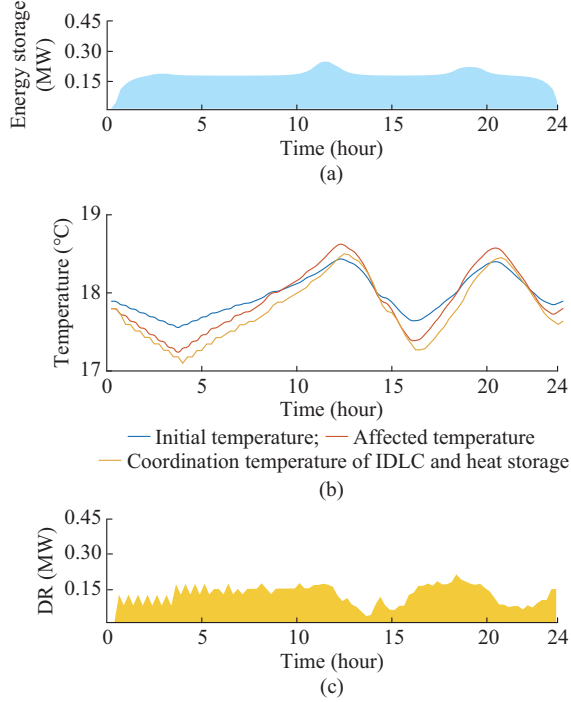 Energy storage
(MW)
0.45
0.30
0.15
0
5
10
15
20
24
Time (hour)
(a)
Temperature (°C)
19
18
17
0
5
10
15
20
24
Time (hour)
Initial temperature; Affected temperature
Coordination temperature of IDLC and heat storage
(b)
DR (MW)
0.45
0.30
0.15
0
5
10
15
20
24
Time (hour)
(c)